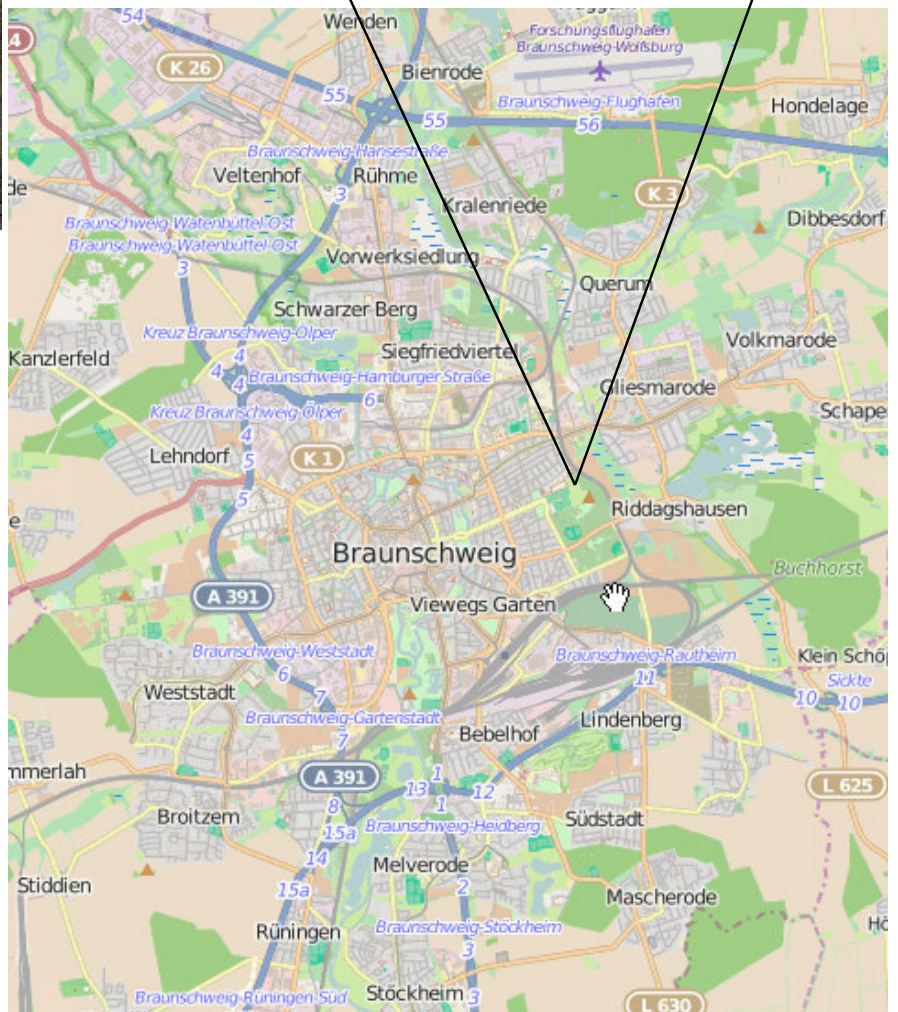 54
Wenden
Forschungsflughafen
Braunschweig-Wolfsburg
4
K 26
Bienrode
55
Braunschweig-Flughafen
Hondelage
55
56
Braunschweig-Hansestraße
Veltenhof
Rühme
3
de
K 3
Kralenriede
Dibbesdorf
Braunschweig-Watenbüttel-Ost
Braunschweig-Watenbüttel-Ost
3
Vorwerksiedlung
Querum
Schwarzer Berg
Kreuz Braunschweig-Ölper
Volkmarode
Siegfriedviertel
4
Kanzlerfeld
4
4
Braunschweig-Hamburger Straße
Gliesmarode
6
Kreuz Braunschweig-Ölper
Schape
4
Lehndorf
5
K 1
5
Riddagshausen
e
Braunschweig
Buchhorst
A 391
Viewegs Garten
Braunschweig-Weststadt
Braunschweig-Rautheim
Klein Schöp
6
11
Sickte
Weststadt
7
10
10
Braunschweig-Gartenstadt
Lindenberg
7
Bebelhof
mmerlah
A 391
1
13
12
L 625
8
1
Broitzem
15a
Braunschweig-Heidberg
Südstadt
14
Melverode
Stiddien
15a
2
Mascherode
Rüningen
Braunschweig-Stöckheim
Hö
3
Braunschweig-Rüningen-Süd
Stöckheim
3
L 630